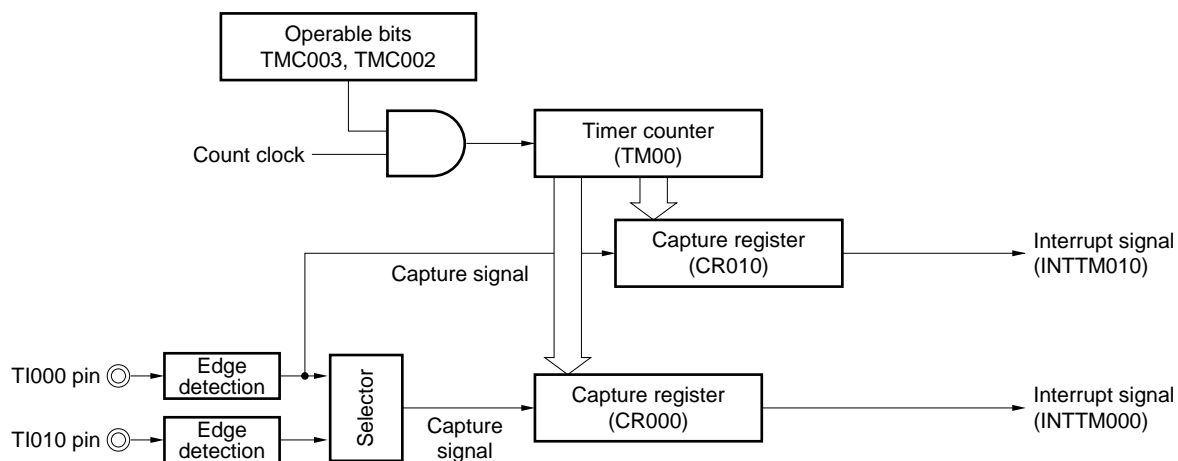 Operable bits
TMC003, TMC002
Count clock
Timer counter
(TM00)
Capture register
(CR010)
Interrupt signal
(INTTM010)
Capture signal
TI000 pin
Edge
detection
Selector
Capture register
(CR000)
Interrupt signal
(INTTM000)
TI010 pin
Edge
detection
Capture
signal